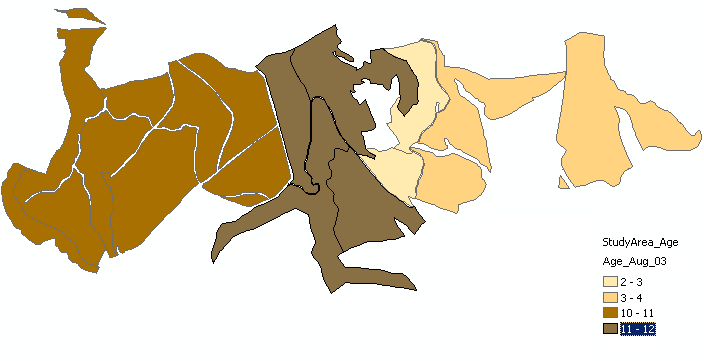 StudyArea_Age
Age_Aug_03
2 - 3
3 - 4
10 - 11
11 - 12